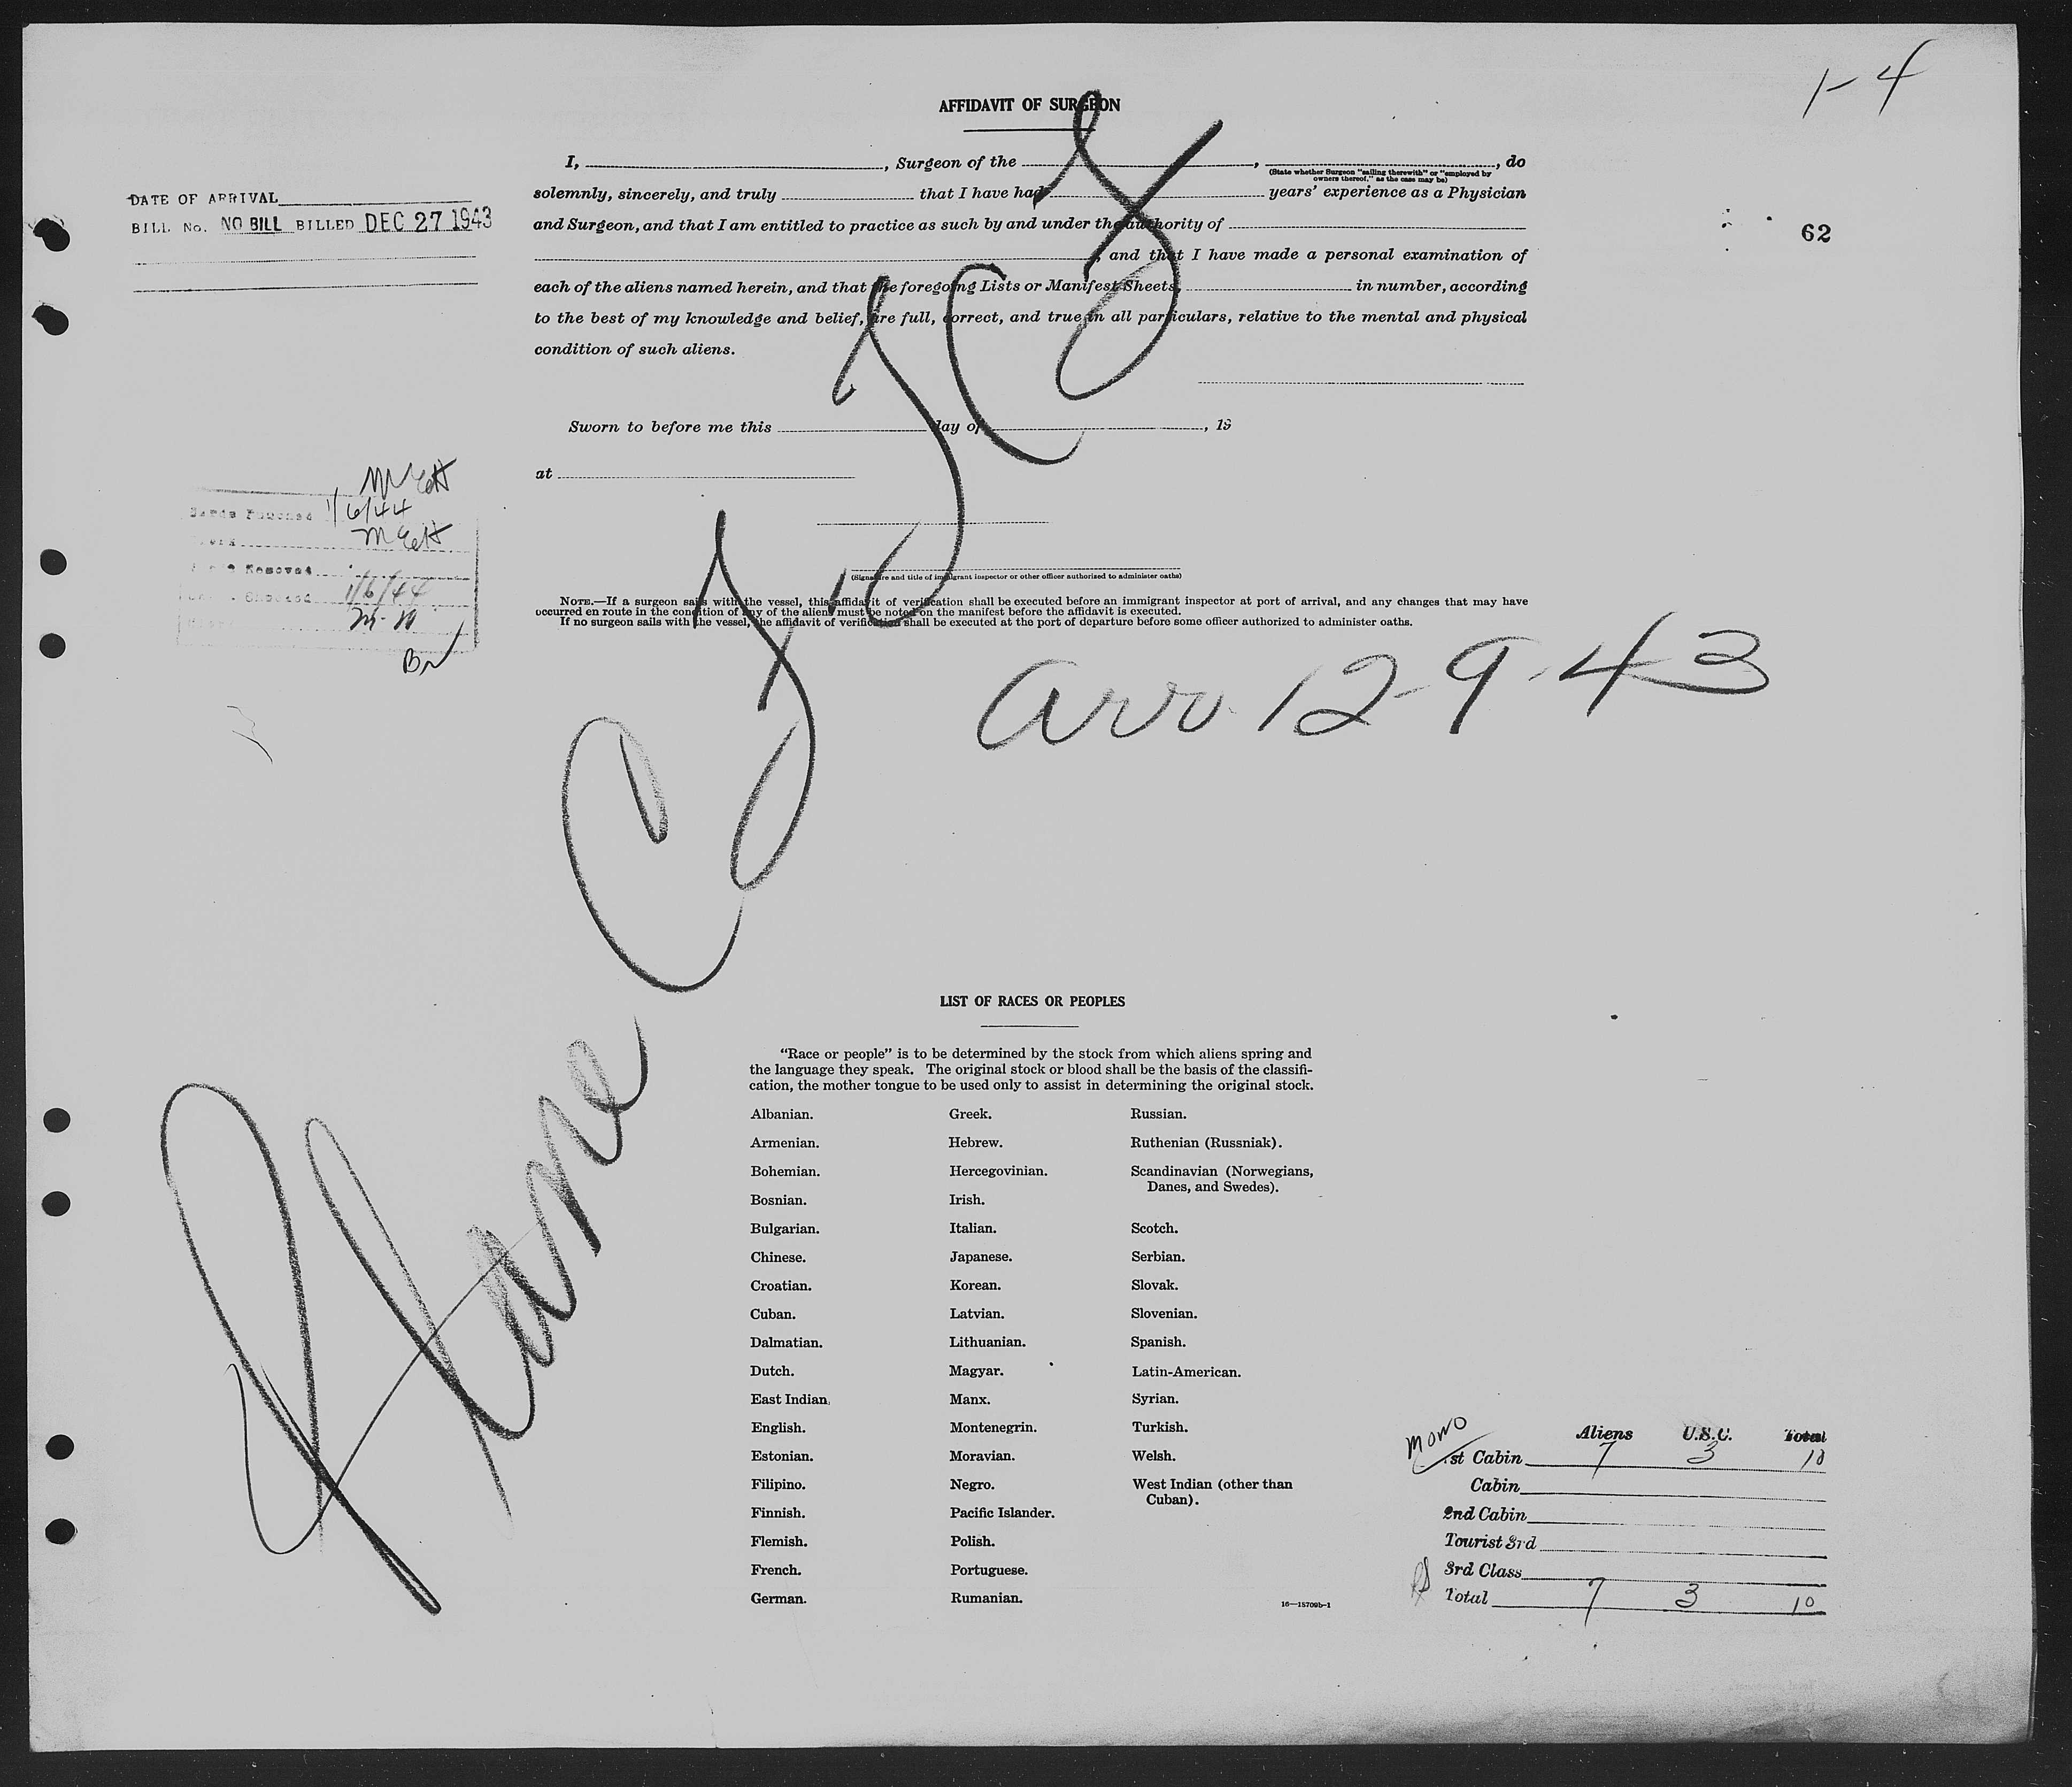 1-4
AFFIDAVIT OF SURGEON
I, , Surgeon of the , , do
(State whether Surgeon "sailing therewith" or "employed by
owners thereof," as the case may be)
solemnly, sincerely, and truly that I have had years' experience as a Physician
and Surgeon, and that I am entitled to practice as such by and under the authority of
, and that I have made a personal examination of
each of the aliens named herein, and that the foregoing Lists or Manifest Sheets, in number, according
to the best of my knowledge and belief, are full, correct, and true in all particulars, relative to the mental and physical
condition of such aliens.
Sworn to before me this day of , 19
at
(Signature and title of immigrant inspector or other officer authorized to administer oaths)
NOTE.—If a surgeon sails with the vessel, this affidavit of verification shall be executed before an immigrant inspector at port of arrival, and any changes that may have
occurred en route in the condition of any of the aliens must be noted on the manifest before the affidavit is executed.
If no surgeon sails with the vessel, the affidavit of verification shall be executed at the port of departure before some officer authorized to administer oaths.
DATE OF ARRIVAL
BILL No. NO BILL BILLED DEC 27 1943
62
1/6/44
1/6/44
arr 12-9-43
LIST OF RACES OR PEOPLES
"Race or people" is to be determined by the stock from which aliens spring and
the language they speak. The original stock or blood shall be the basis of the classifi-
cation, the mother tongue to be used only to assist in determining the original stock.
Albanian. Greek. Russian.
Armenian. Hebrew. Ruthenian (Russniak).
Bohemian. Hercegovinian. Scandinavian (Norwegians,
Danes, and Swedes).
Bosnian. Irish.
Bulgarian. Italian. Scotch.
Chinese. Japanese. Serbian.
Croatian. Korean. Slovak.
Cuban. Latvian. Slovenian.
Dalmatian. Lithuanian. Spanish.
Dutch. Magyar. Latin-American.
East Indian. Manx. Syrian.
English. Montenegrin. Turkish.
Estonian. Moravian. Welsh.
Filipino. Negro. West Indian (other than
Cuban).
Finnish. Pacific Islander.
Flemish. Polish.
French. Portuguese.
German. Rumanian.
16—18709b-1
Aliens U.S.C. Total
1st Cabin 7 3 10
Cabin
2nd Cabin
Tourist 3rd
3rd Class
Total 7 3 10